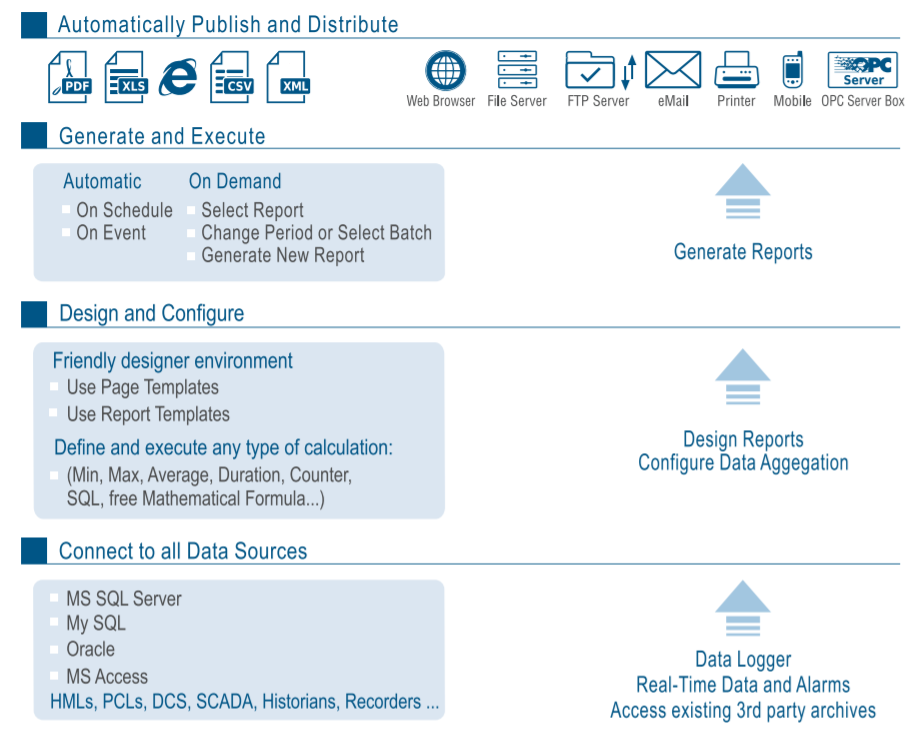 Automatically Publish and Distribute
PDF XLS CSV XML
OPC
Server
Web Browser File Server FTP Server eMail Printer Mobile OPC Server Box
Generate and Execute
Automatic On Demand
On Schedule Select Report
On Event Change Period or Select Batch
Generate New Report
Generate Reports
Design and Configure
Friendly designer environment
Use Page Templates
Use Report Templates
Define and execute any type of calculation:
(Min, Max, Average, Duration, Counter,
SQL, free Mathematical Formula...)
Design Reports
Configure Data Aggegation
Connect to all Data Sources
MS SQL Server
My SQL
Oracle
MS Access
HMLs, PCLs, DCS, SCADA, Historians, Recorders ...
Data Logger
Real-Time Data and Alarms
Access existing 3rd party archives